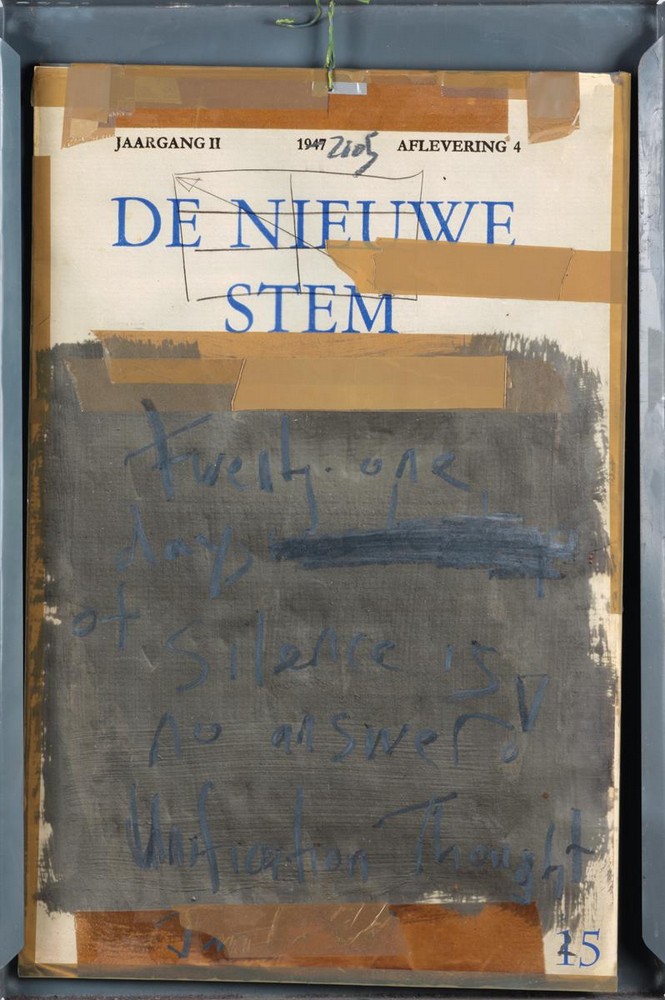 JAARGANG II 1947 2105 AFLEVERING 4
DE NIEUWE
STEM
Twenty-one
days
of
silence is
no answer!
Unification Thought
In
15